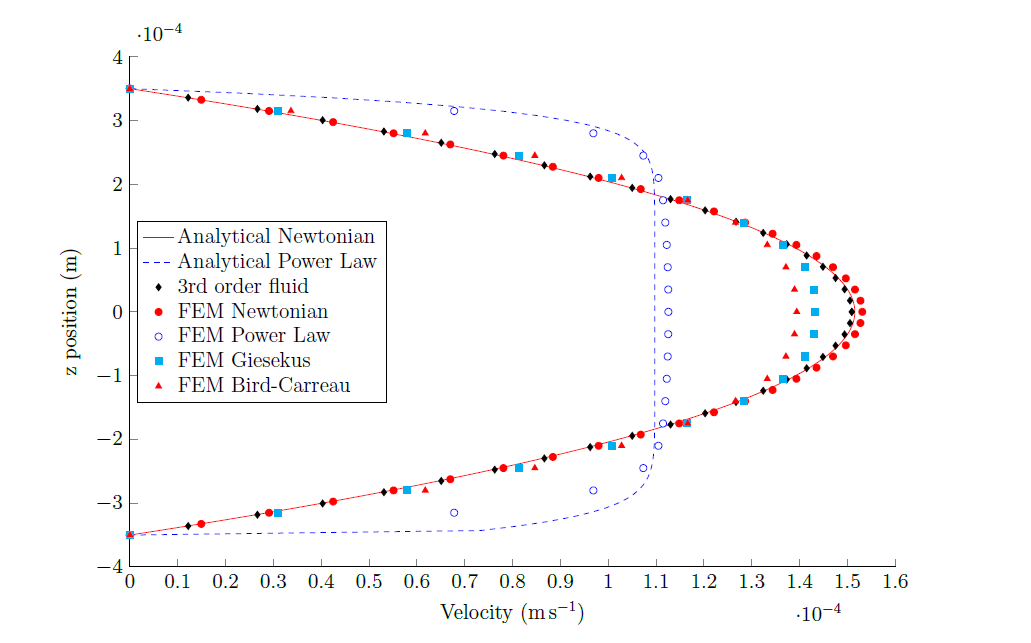 ·10⁻⁴
4
3
2
1
0
−1
−2
−3
−4
z position (m)
Analytical Newtonian
Analytical Power Law
3rd order fluid
FEM Newtonian
FEM Power Law
FEM Giesekus
FEM Bird-Carreau
0 0.1 0.2 0.3 0.4 0.5 0.6 0.7 0.8 0.9 1 1.1 1.2 1.3 1.4 1.5 1.6
Velocity (m s⁻¹)
·10⁻⁴